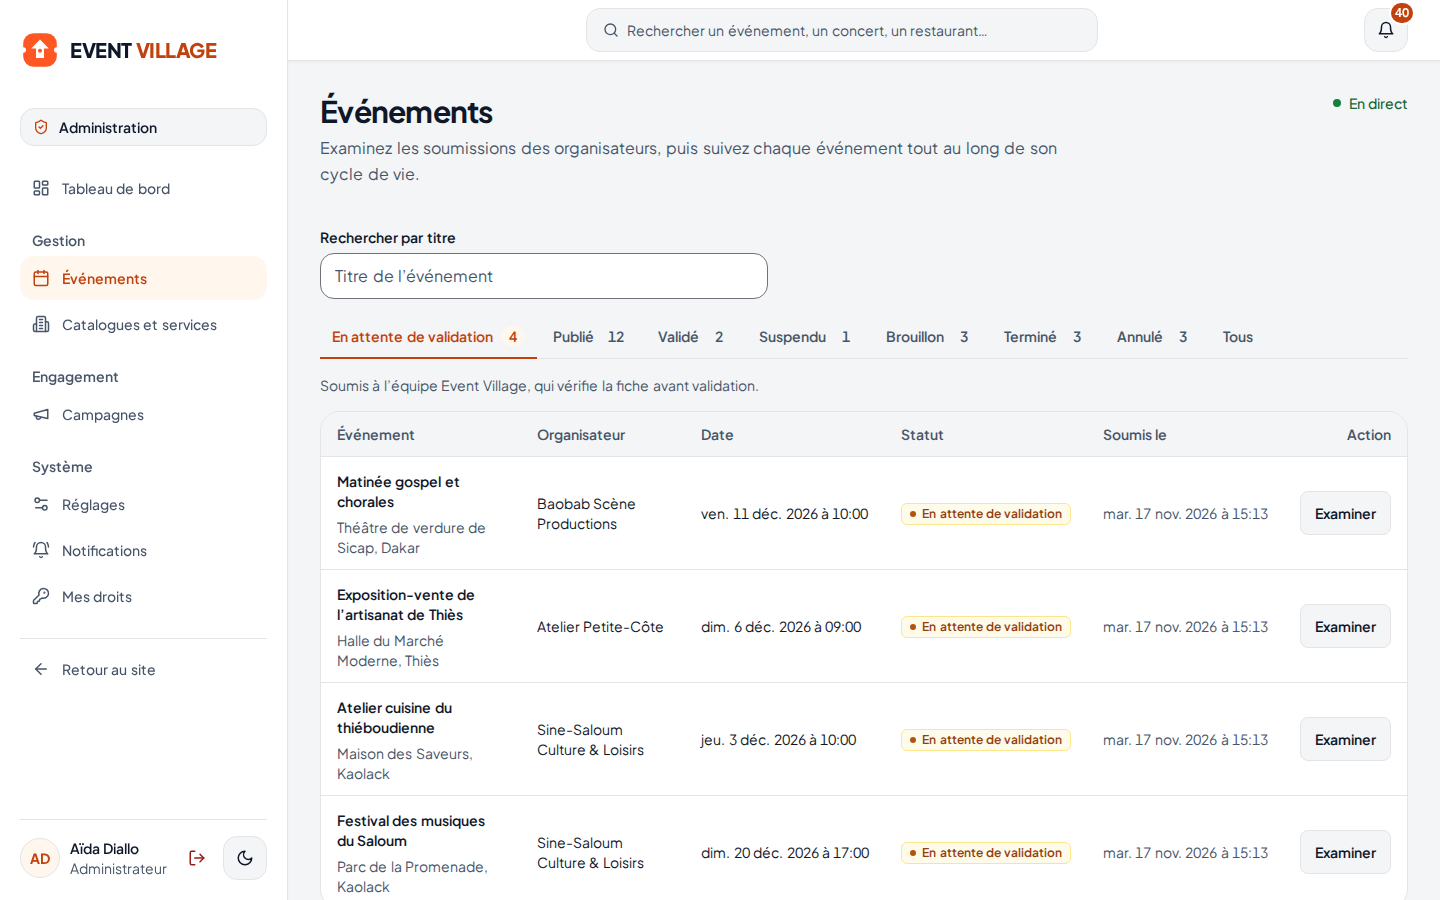 EVENT VILLAGE
Rechercher un événement, un concert, un restaurant…
40
Administration
Tableau de bord
Gestion
Événements
Catalogues et services
Engagement
Campagnes
Système
Réglages
Notifications
Mes droits
Retour au site
AD
Aïda Diallo
Administrateur
Événements
En direct
Examinez les soumissions des organisateurs, puis suivez chaque événement tout au long de son
cycle de vie.
Rechercher par titre
Titre de l’événement
En attente de validation 4 Publié 12 Validé 2 Suspendu 1 Brouillon 3 Terminé 3 Annulé 3 Tous
Soumis à l’équipe Event Village, qui vérifie la fiche avant validation.
Événement Organisateur Date Statut Soumis le Action
Matinée gospel et
chorales
Théâtre de verdure de
Sicap, Dakar
Baobab Scène
Productions
ven. 11 déc. 2026 à 10:00
En attente de validation
mar. 17 nov. 2026 à 15:13
Examiner
Exposition-vente de
l’artisanat de Thiès
Halle du Marché
Moderne, Thiès
Atelier Petite-Côte
dim. 6 déc. 2026 à 09:00
En attente de validation
mar. 17 nov. 2026 à 15:13
Examiner
Atelier cuisine du
thiéboudienne
Maison des Saveurs,
Kaolack
Sine-Saloum
Culture & Loisirs
jeu. 3 déc. 2026 à 10:00
En attente de validation
mar. 17 nov. 2026 à 15:13
Examiner
Festival des musiques
du Saloum
Parc de la Promenade,
Kaolack
Sine-Saloum
Culture & Loisirs
dim. 20 déc. 2026 à 17:00
En attente de validation
mar. 17 nov. 2026 à 15:13
Examiner